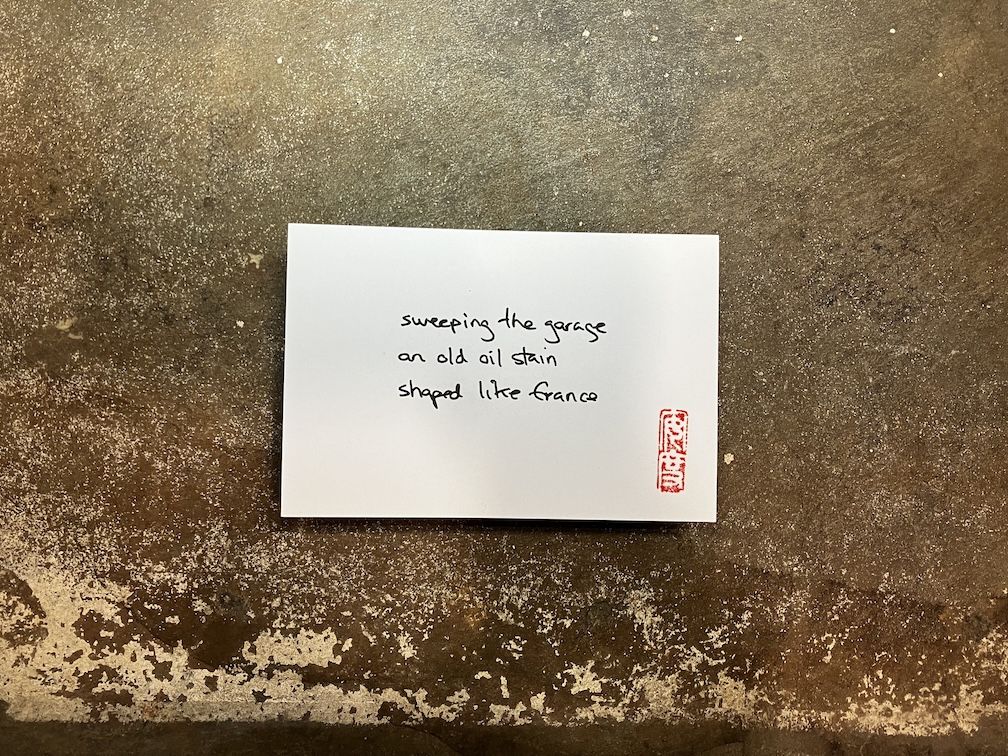 sweeping the garage
an old oil stain
shaped like france